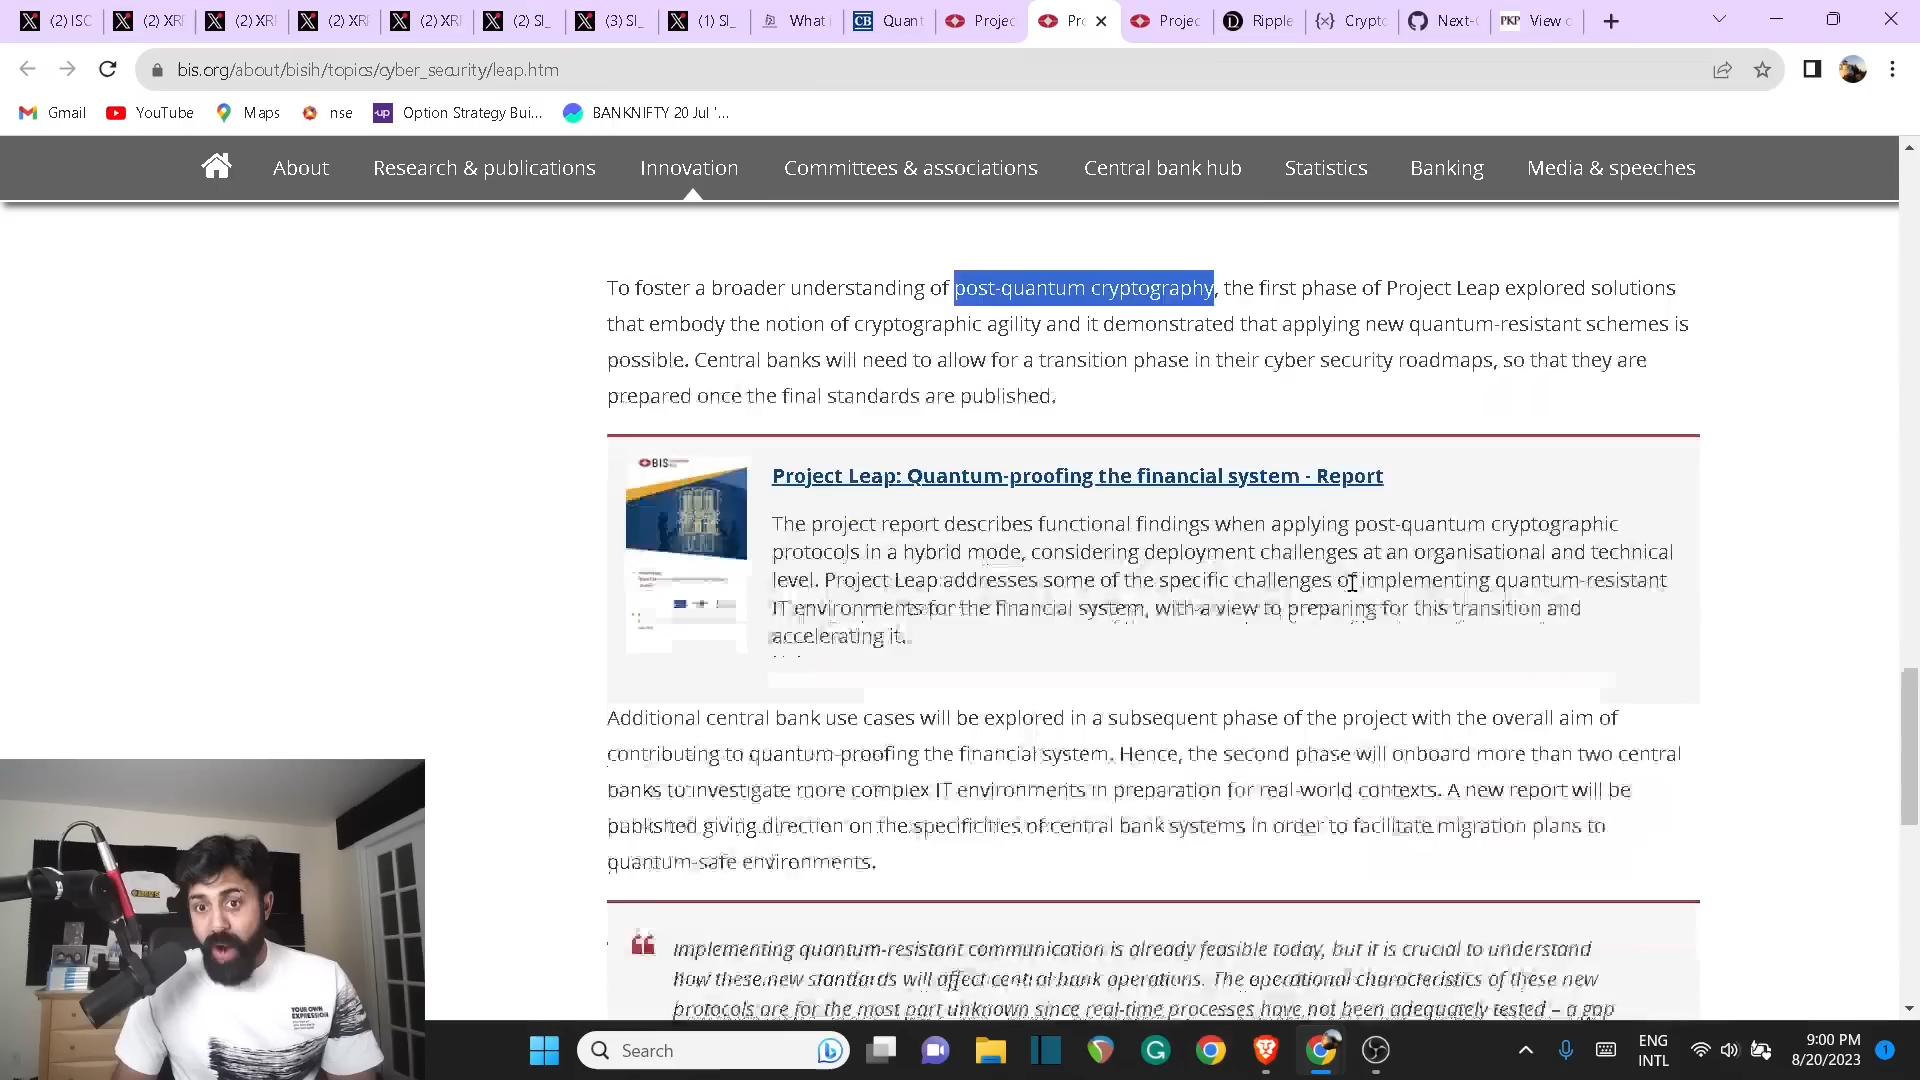 (2) ISC
(2) XRI
(2) XRI
(2) XRI
(2) XRI
(2) SI_
(3) SI_
(1) SI_
What i
CB Quant
Projec
Pro
Projec
Ripple
{x} Crypto
Next-
PKP View o
bis.org/about/bisih/topics/cyber_security/leap.htm
Gmail YouTube Maps nse up Option Strategy Bui... BANKNIFTY 20 Jul '...
About Research & publications Innovation Committees & associations Central bank hub Statistics Banking Media & speeches
To foster a broader understanding of post-quantum cryptography, the first phase of Project Leap explored solutions
that embody the notion of cryptographic agility and it demonstrated that applying new quantum-resistant schemes is
possible. Central banks will need to allow for a transition phase in their cyber security roadmaps, so that they are
prepared once the final standards are published.
BIS
Project Leap: Quantum-proofing the financial system - Report
The project report describes functional findings when applying post-quantum cryptographic
protocols in a hybrid mode, considering deployment challenges at an organisational and technical
level. Project Leap addresses some of the specific challenges of implementing quantum-resistant
IT environments for the financial system, with a view to preparing for this transition and
accelerating it.
Additional central bank use cases will be explored in a subsequent phase of the project with the overall aim of
contributing to quantum-proofing the financial system. Hence, the second phase will onboard more than two central
banks to investigate more complex IT environments in preparation for real-world contexts. A new report will be
published giving direction on the specificities of central bank systems in order to facilitate migration plans to
quantum-safe environments.
Implementing quantum-resistant communication is already feasible today, but it is crucial to understand
how these new standards will affect central bank operations. The operational characteristics of these new
protocols are for the most part unknown since real-time processes have not been adequately tested – a gap
YOUR OWN
EXPRESSION
Search
ENG
INTL
9:00 PM
8/20/2023
1